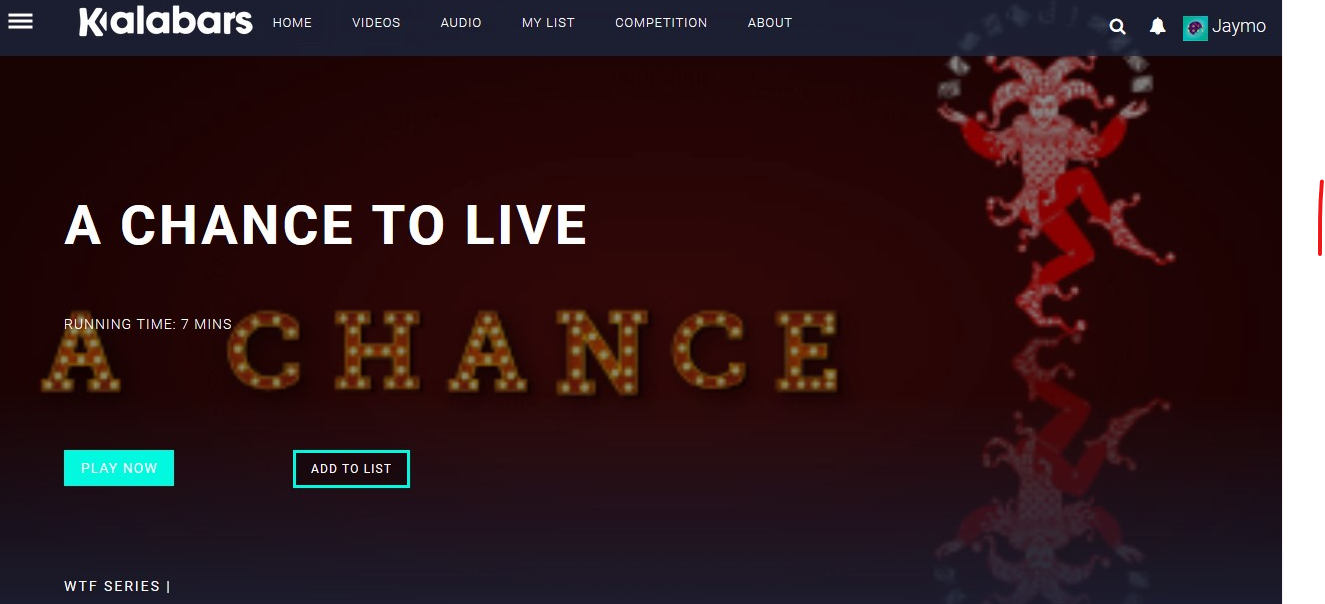 Kalabars HOME VIDEOS AUDIO MY LIST COMPETITION ABOUT Jaymo
A CHANCE TO LIVE
RUNNING TIME: 7 MINS
A CHANCE
PLAY NOW ADD TO LIST
WTF SERIES |